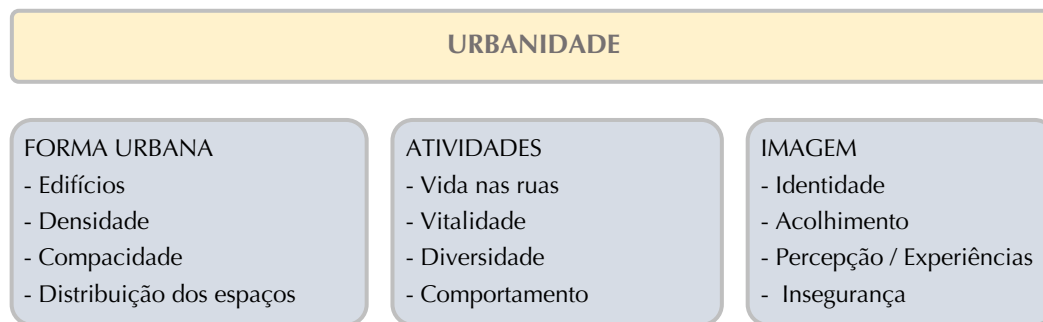 URBANIDADE
FORMA URBANA
- Edifícios
- Densidade
- Compacidade
- Distribuição dos espaços
ATIVIDADES
- Vida nas ruas
- Vitalidade
- Diversidade
- Comportamento
IMAGEM
- Identidade
- Acolhimento
- Percepção / Experiências
- Insegurança